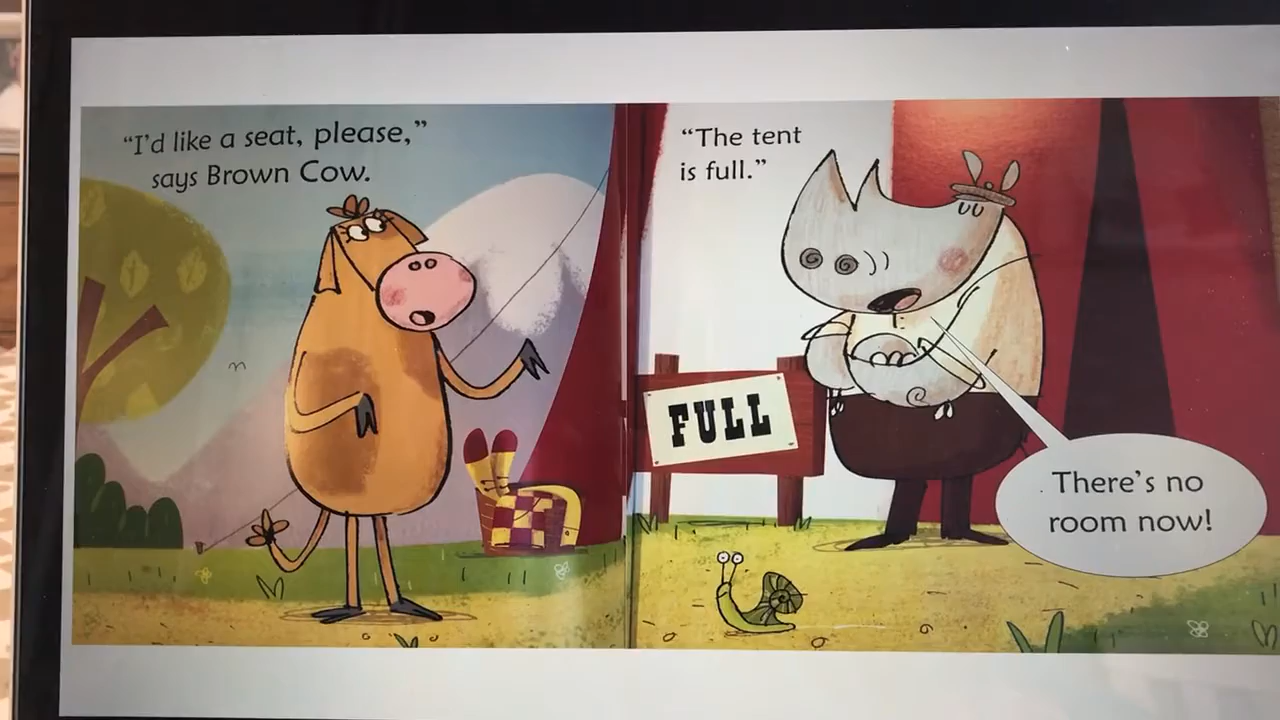 “I’d like a seat, please,”
says Brown Cow.
“The tent
is full.”
FULL
There’s no
room now!